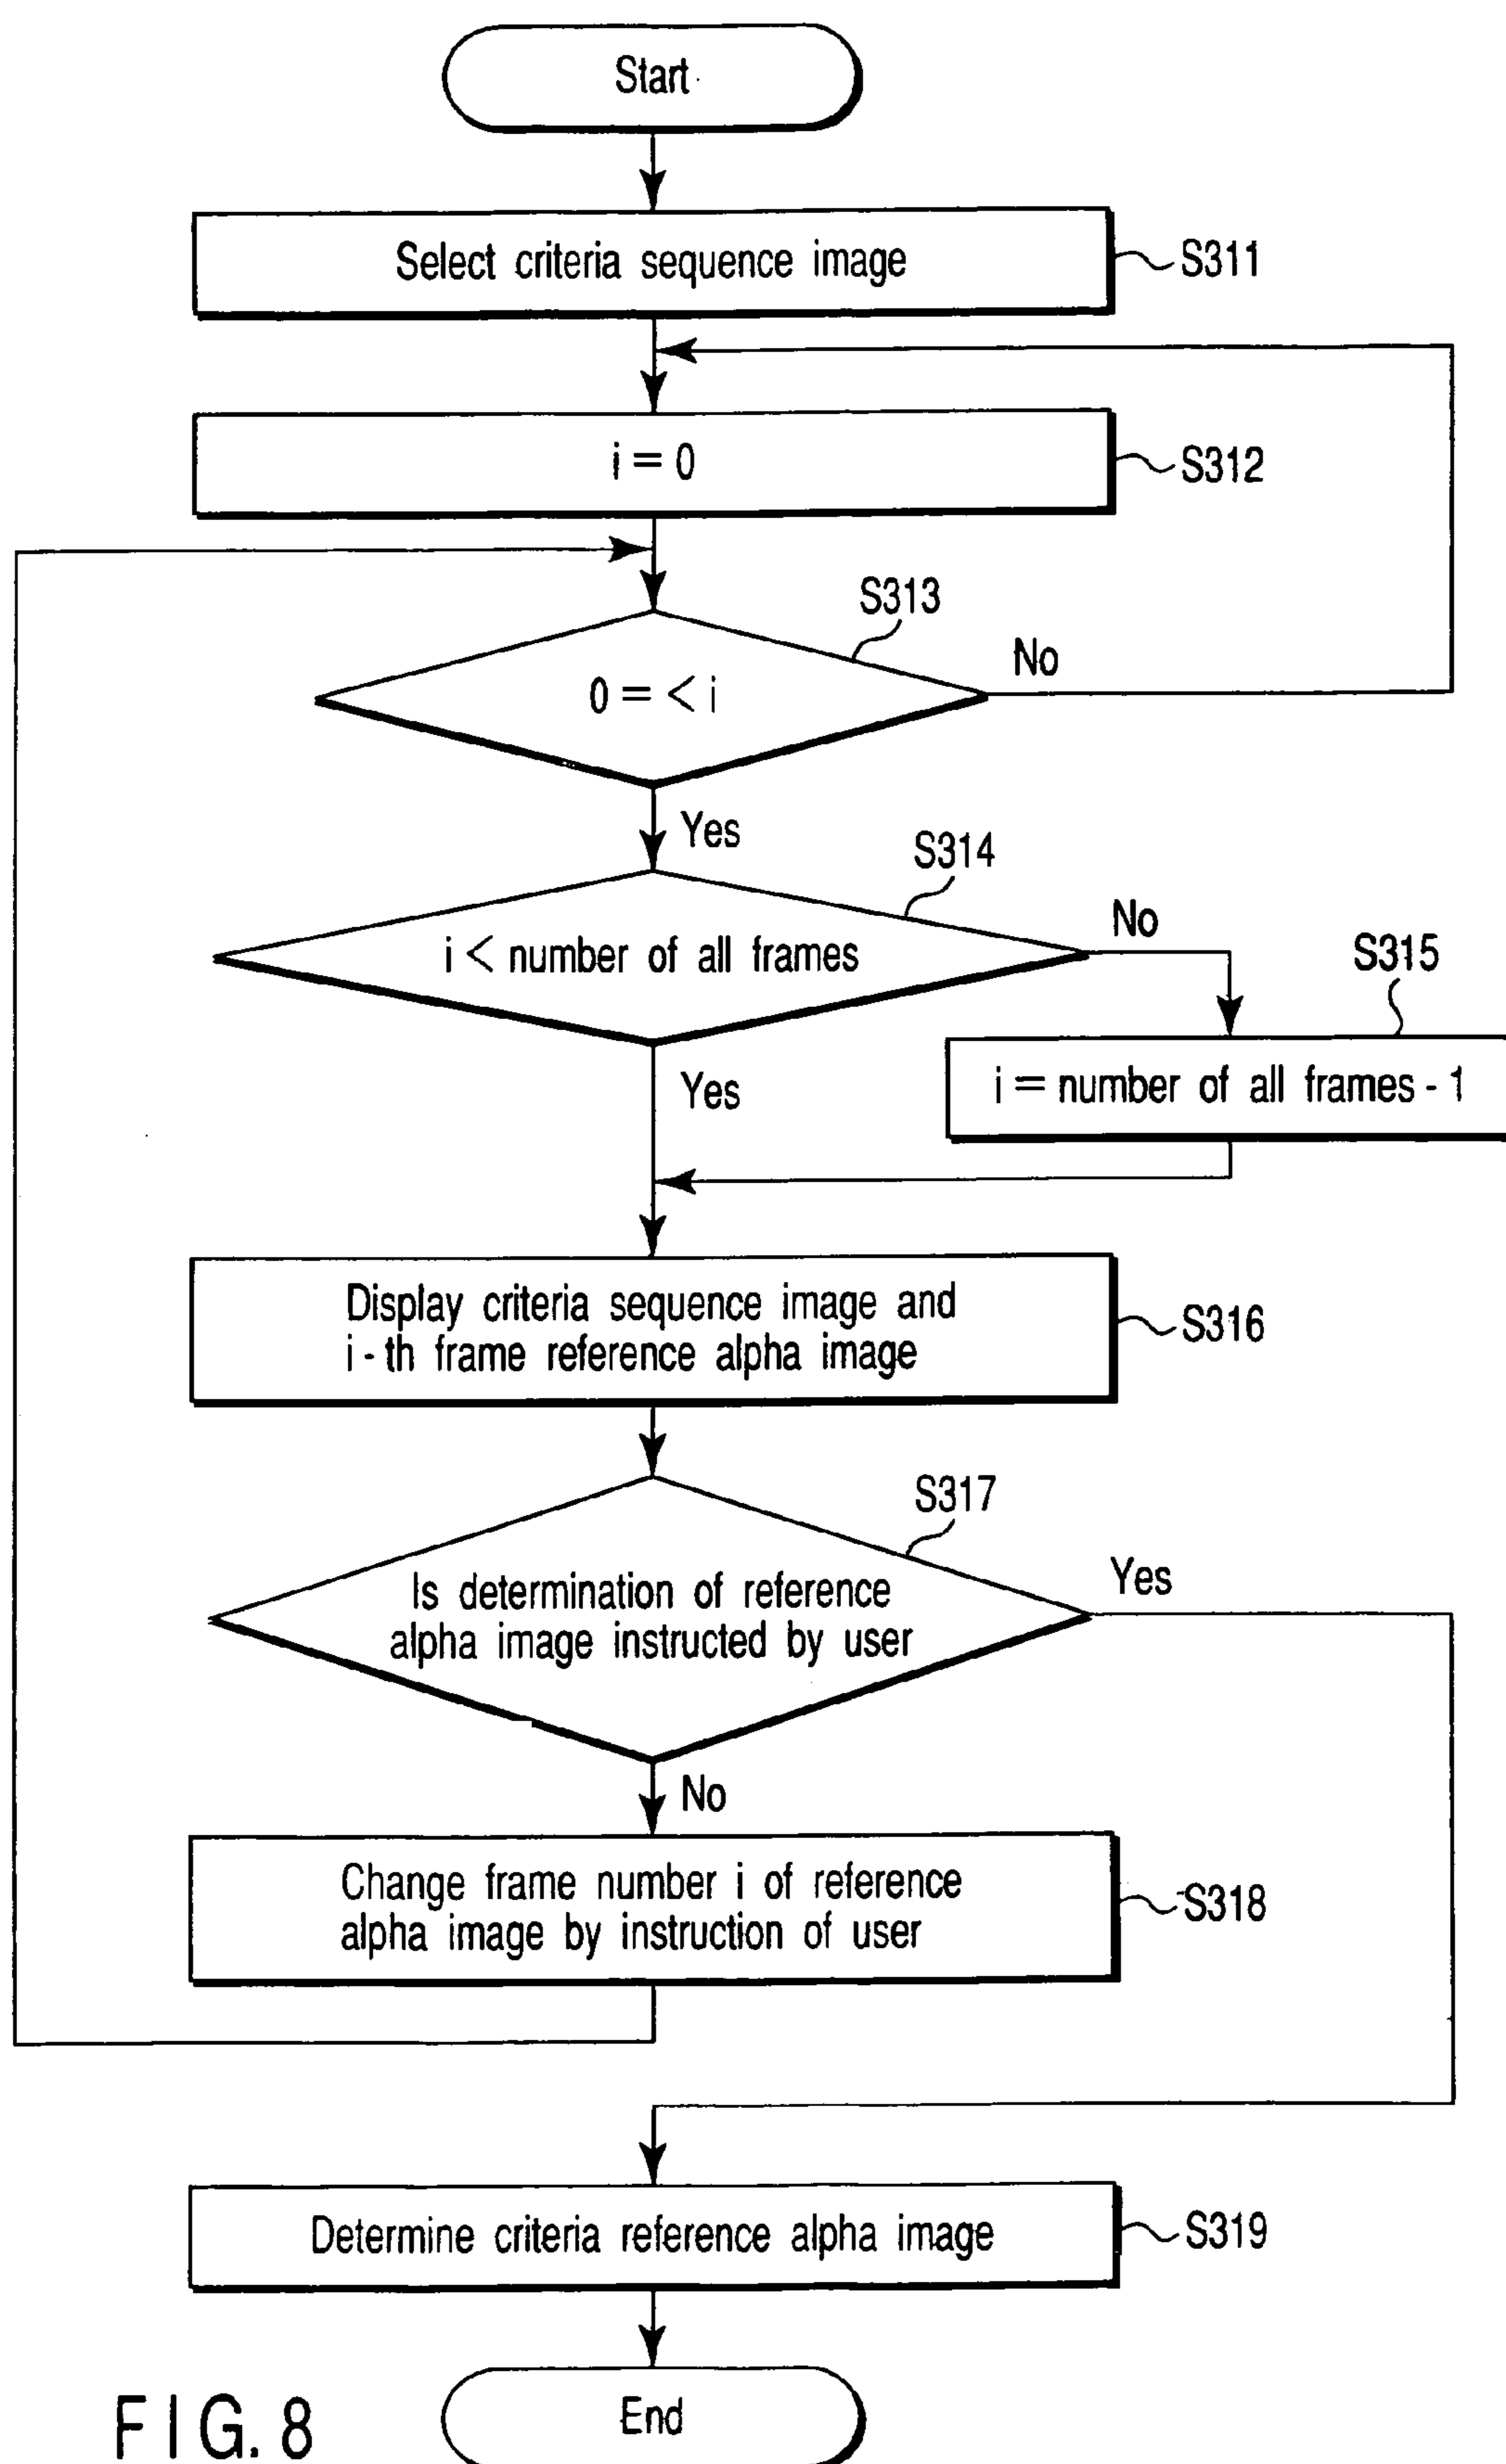 Start
Select criteria sequence image
S311
i = 0
S312
S313
0 = < i
No
Yes
S314
i < number of all frames
No
S315
i = number of all frames - 1
Yes
Display criteria sequence image and
i - th frame reference alpha image
S316
S317
Is determination of reference
alpha image instructed by user
Yes
No
Change frame number i of reference
alpha image by instruction of user
S318
Determine criteria reference alpha image
S319
End
FIG. 8